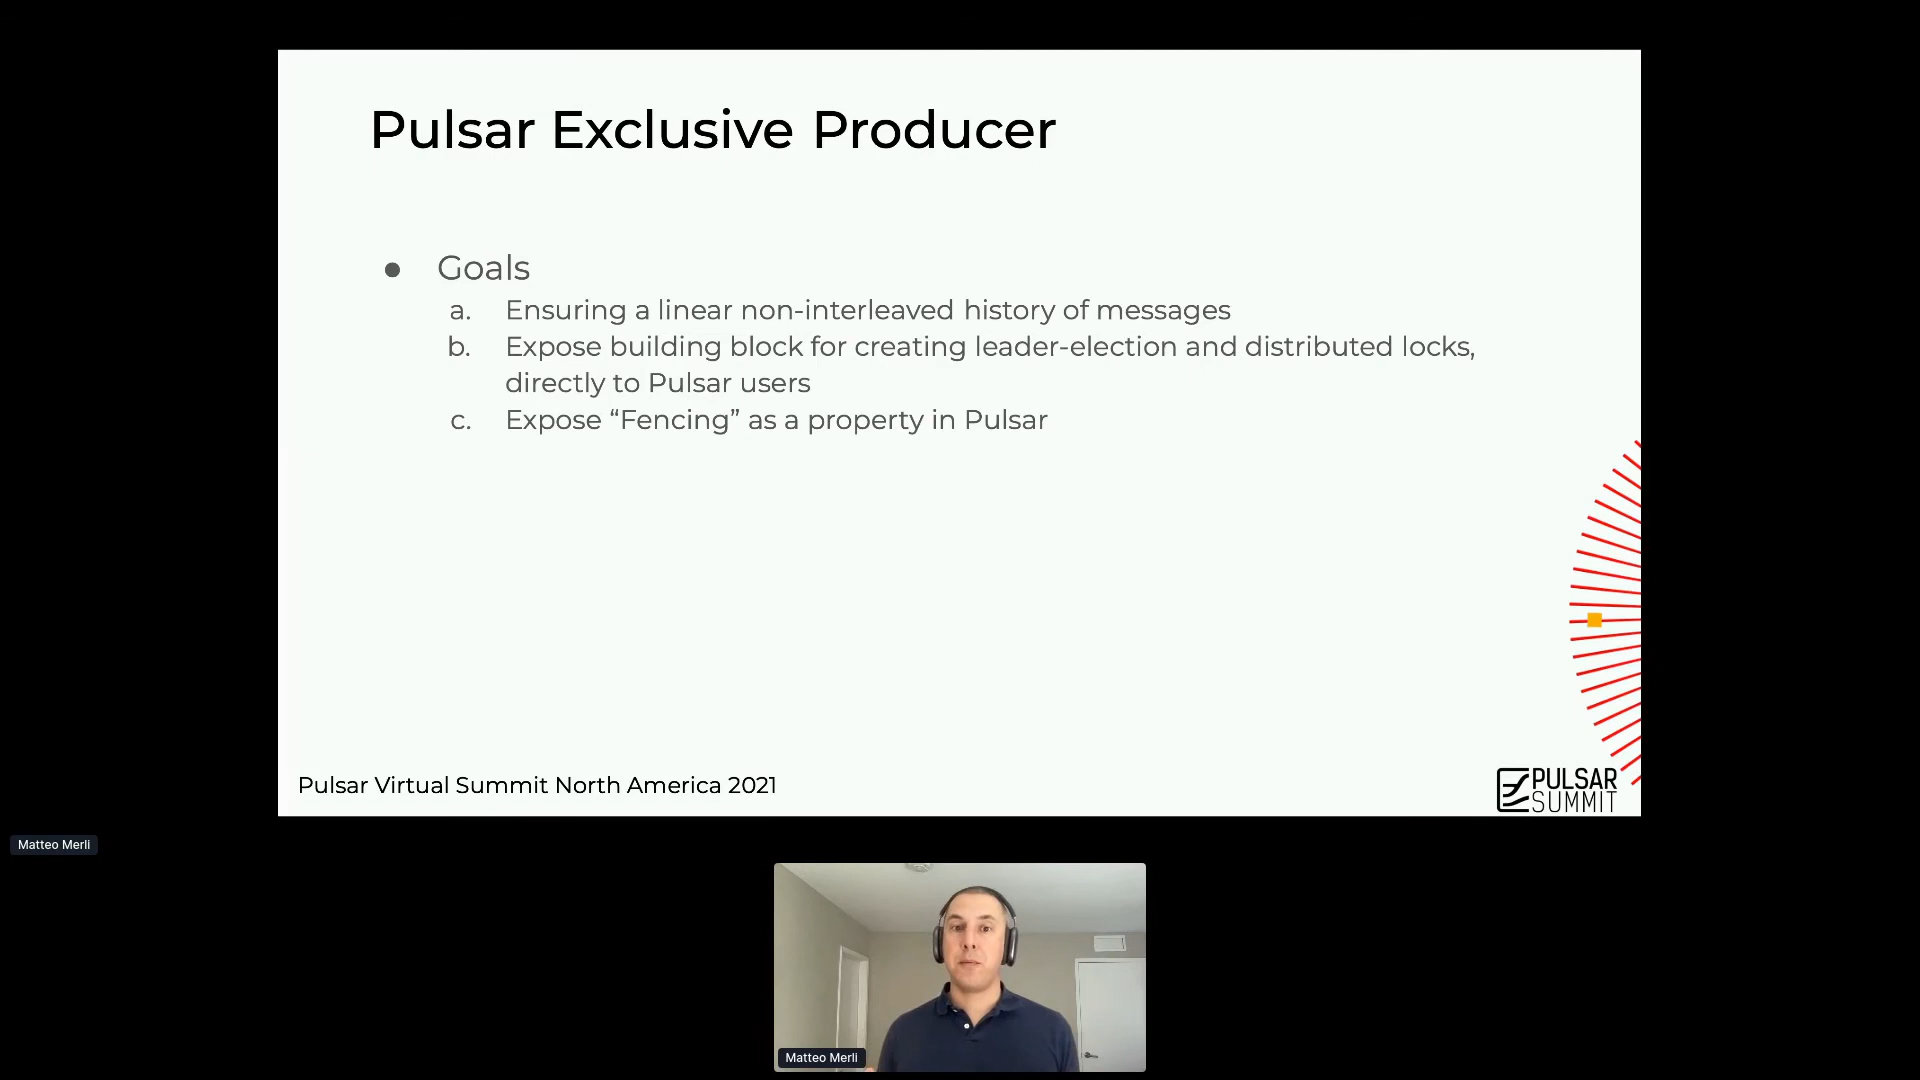 Pulsar Exclusive Producer
● Goals
a. Ensuring a linear non-interleaved history of messages
b. Expose building block for creating leader-election and distributed locks,
directly to Pulsar users
c. Expose “Fencing” as a property in Pulsar
Pulsar Virtual Summit North America 2021
PULSAR
SUMMIT
Matteo Merli
Matteo Merli